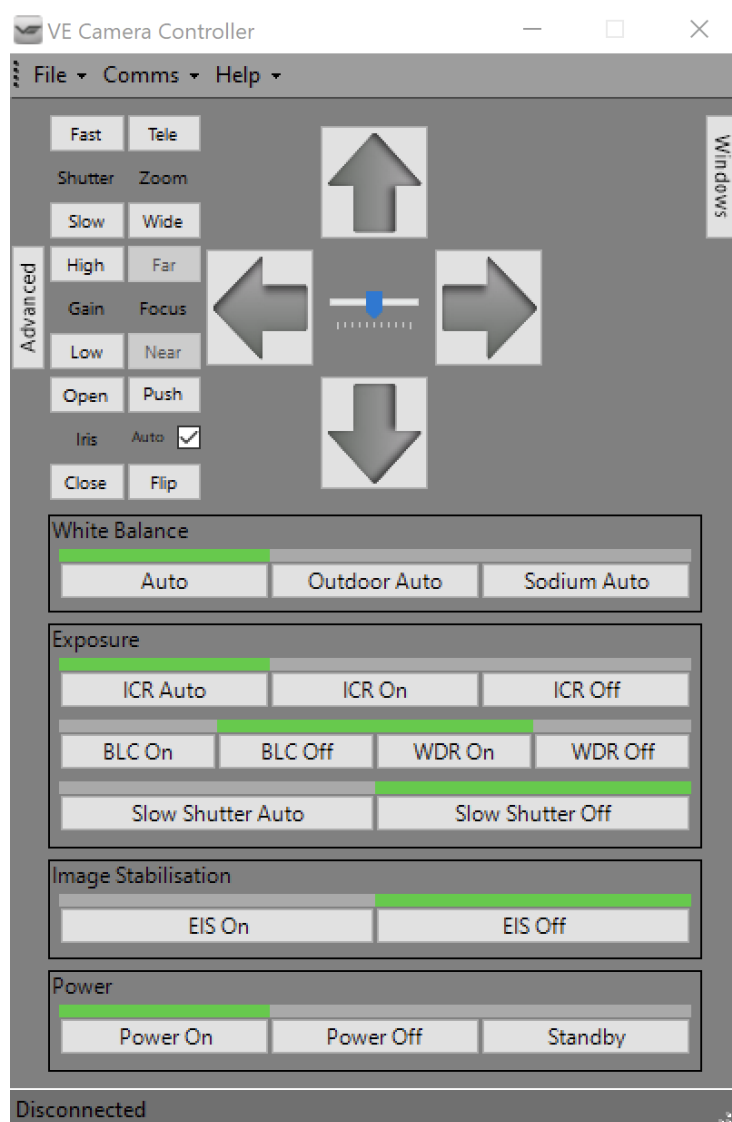 VE Camera Controller
File Comms Help
Fast Tele
Shutter Zoom
Slow Wide
High Far
Gain Focus
Low Near
Open Push
Iris Auto
Close Flip
Advanced
Windows
White Balance
Auto Outdoor Auto Sodium Auto
Exposure
ICR Auto ICR On ICR Off
BLC On BLC Off WDR On WDR Off
Slow Shutter Auto Slow Shutter Off
Image Stabilisation
EIS On EIS Off
Power
Power On Power Off Standby
Disconnected